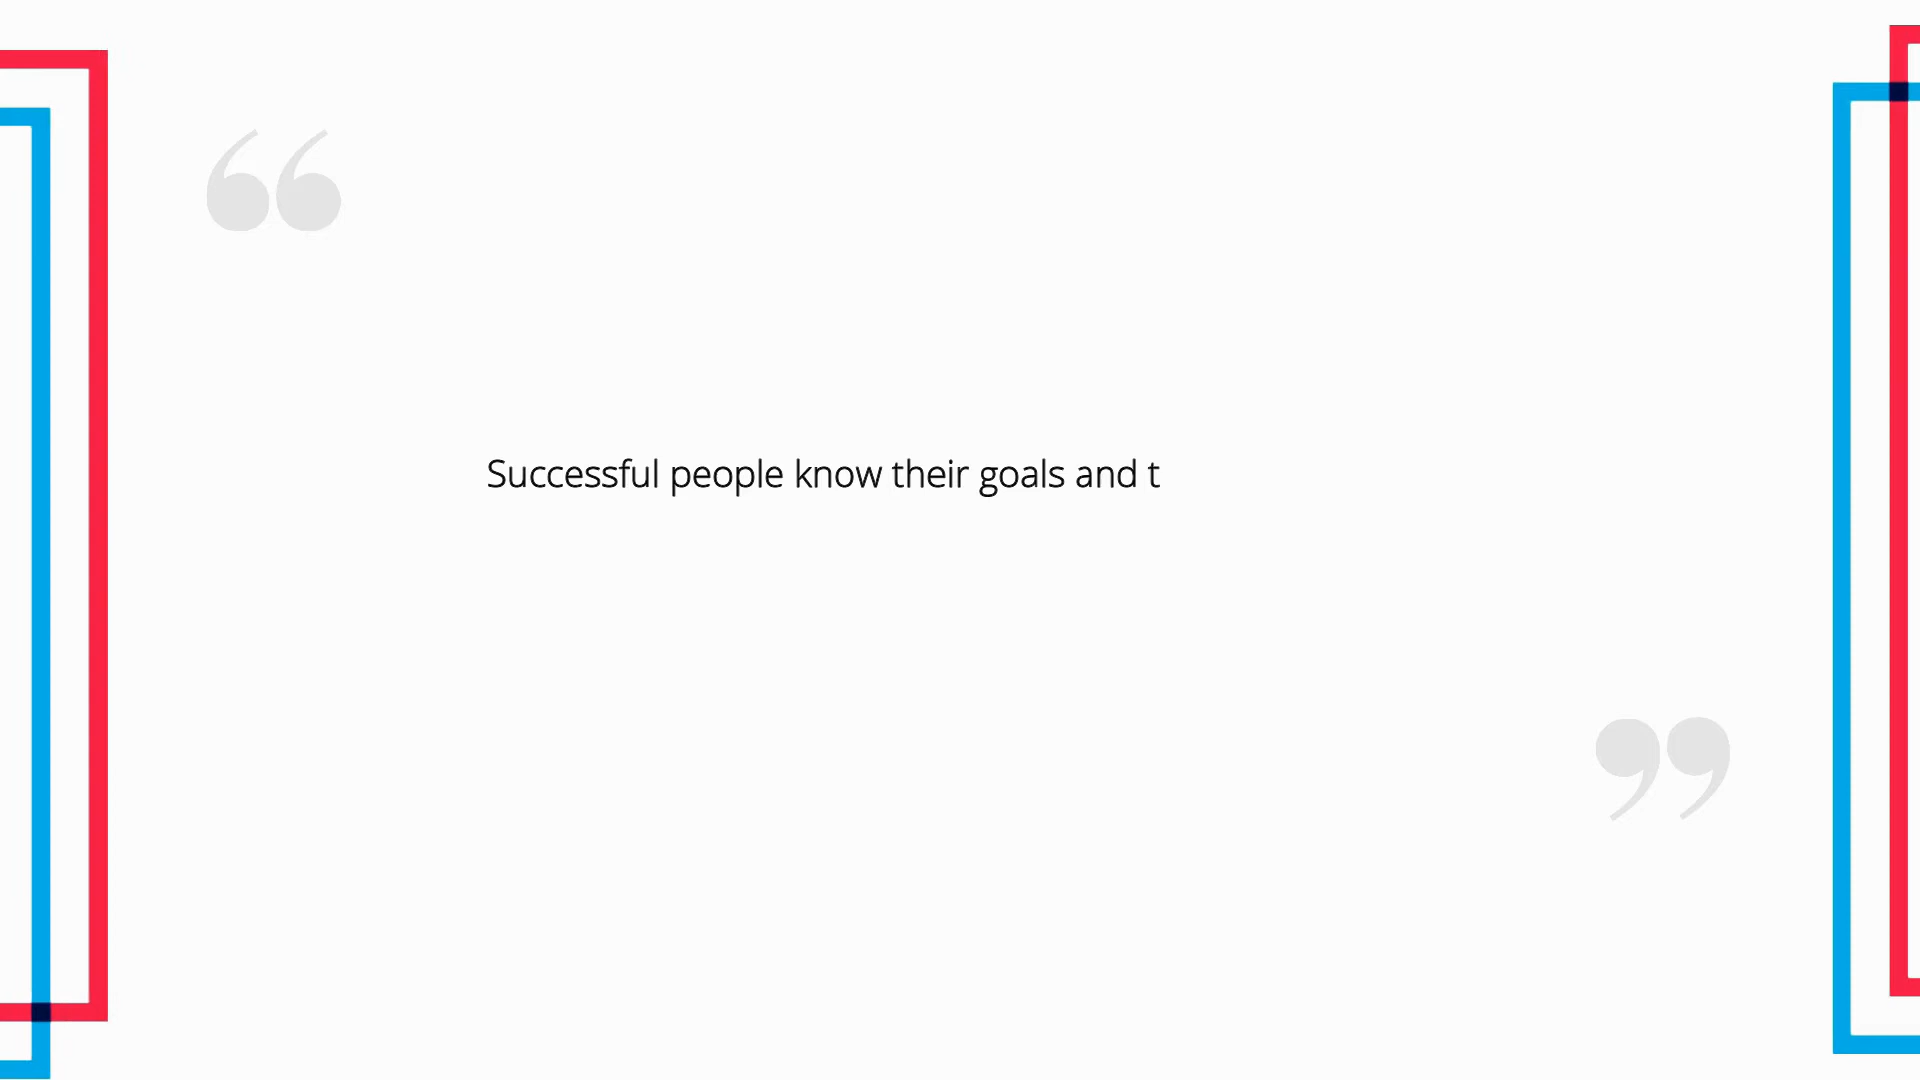 “
Successful people know their goals and t
”